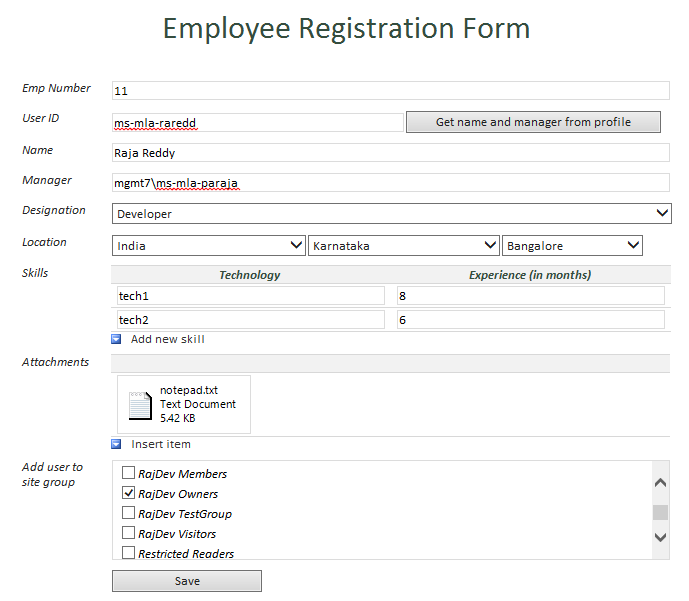 Employee Registration Form
Emp Number 11
User ID ms-mla-raredd Get name and manager from profile
Name Raja Reddy
Manager mgmt7\ms-mla-paraja
Designation Developer
Location India Karnataka Bangalore
Skills Technology Experience (in months)
tech1 8
tech2 6
Add new skill
Attachments
notepad.txt
Text Document
5.42 KB
Insert item
Add user to
site group
RajDev Members
RajDev Owners
RajDev TestGroup
RajDev Visitors
Restricted Readers
Save